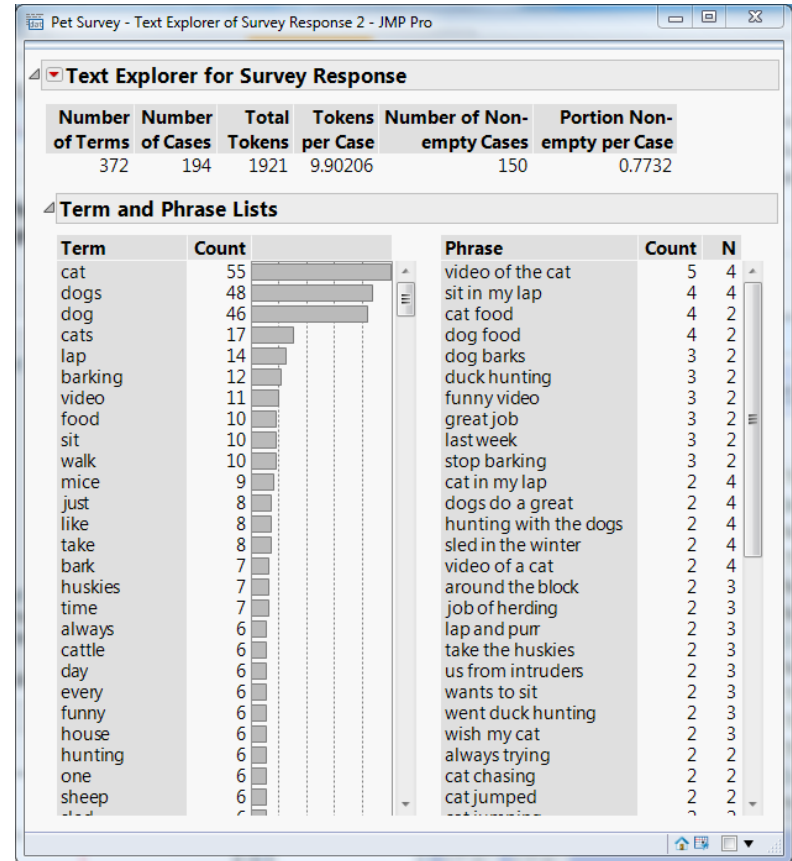 Pet Survey - Text Explorer of Survey Response 2 - JMP Pro
Text Explorer for Survey Response
Number of Terms Number of Cases Total Tokens Tokens per Case Number of Non-empty Cases Portion Non-empty per Case
372 194 1921 9.90206 150 0.7732
Term and Phrase Lists
Term Count Phrase Count N
cat 55 video of the cat 5 4
dogs 48 sit in my lap 4 4
dog 46 cat food 4 2
cats 17 dog food 4 2
lap 14 dog barks 3 2
barking 12 duck hunting 3 2
video 11 funny video 3 2
food 10 great job 3 2
sit 10 last week 3 2
walk 10 stop barking 3 2
mice 9 cat in my lap 2 4
just 8 dogs do a great 2 4
like 8 hunting with the dogs 2 4
take 8 sled in the winter 2 4
bark 7 video of a cat 2 4
huskies 7 around the block 2 3
time 7 job of herding 2 3
always 6 lap and purr 2 3
cattle 6 take the huskies 2 3
day 6 us from intruders 2 3
every 6 wants to sit 2 3
funny 6 went duck hunting 2 3
house 6 wish my cat 2 3
hunting 6 always trying 2 2
one 6 cat chasing 2 2
sheep 6 cat jumped 2 2